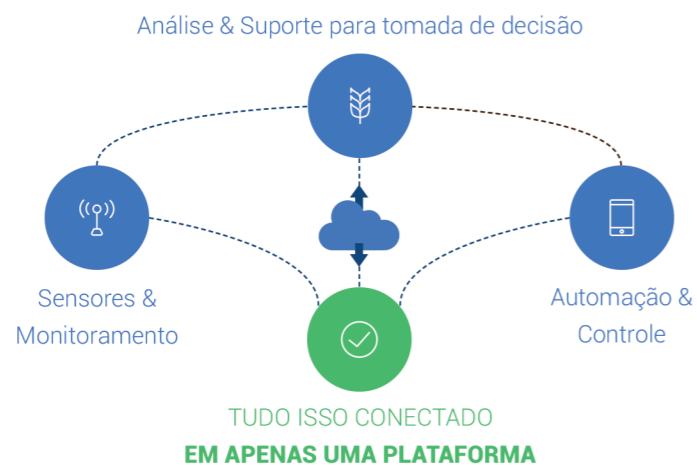 Análise & Suporte para tomada de decisão
Sensores &
Monitoramento
Automação &
Controle
TUDO ISSO CONECTADO
EM APENAS UMA PLATAFORMA